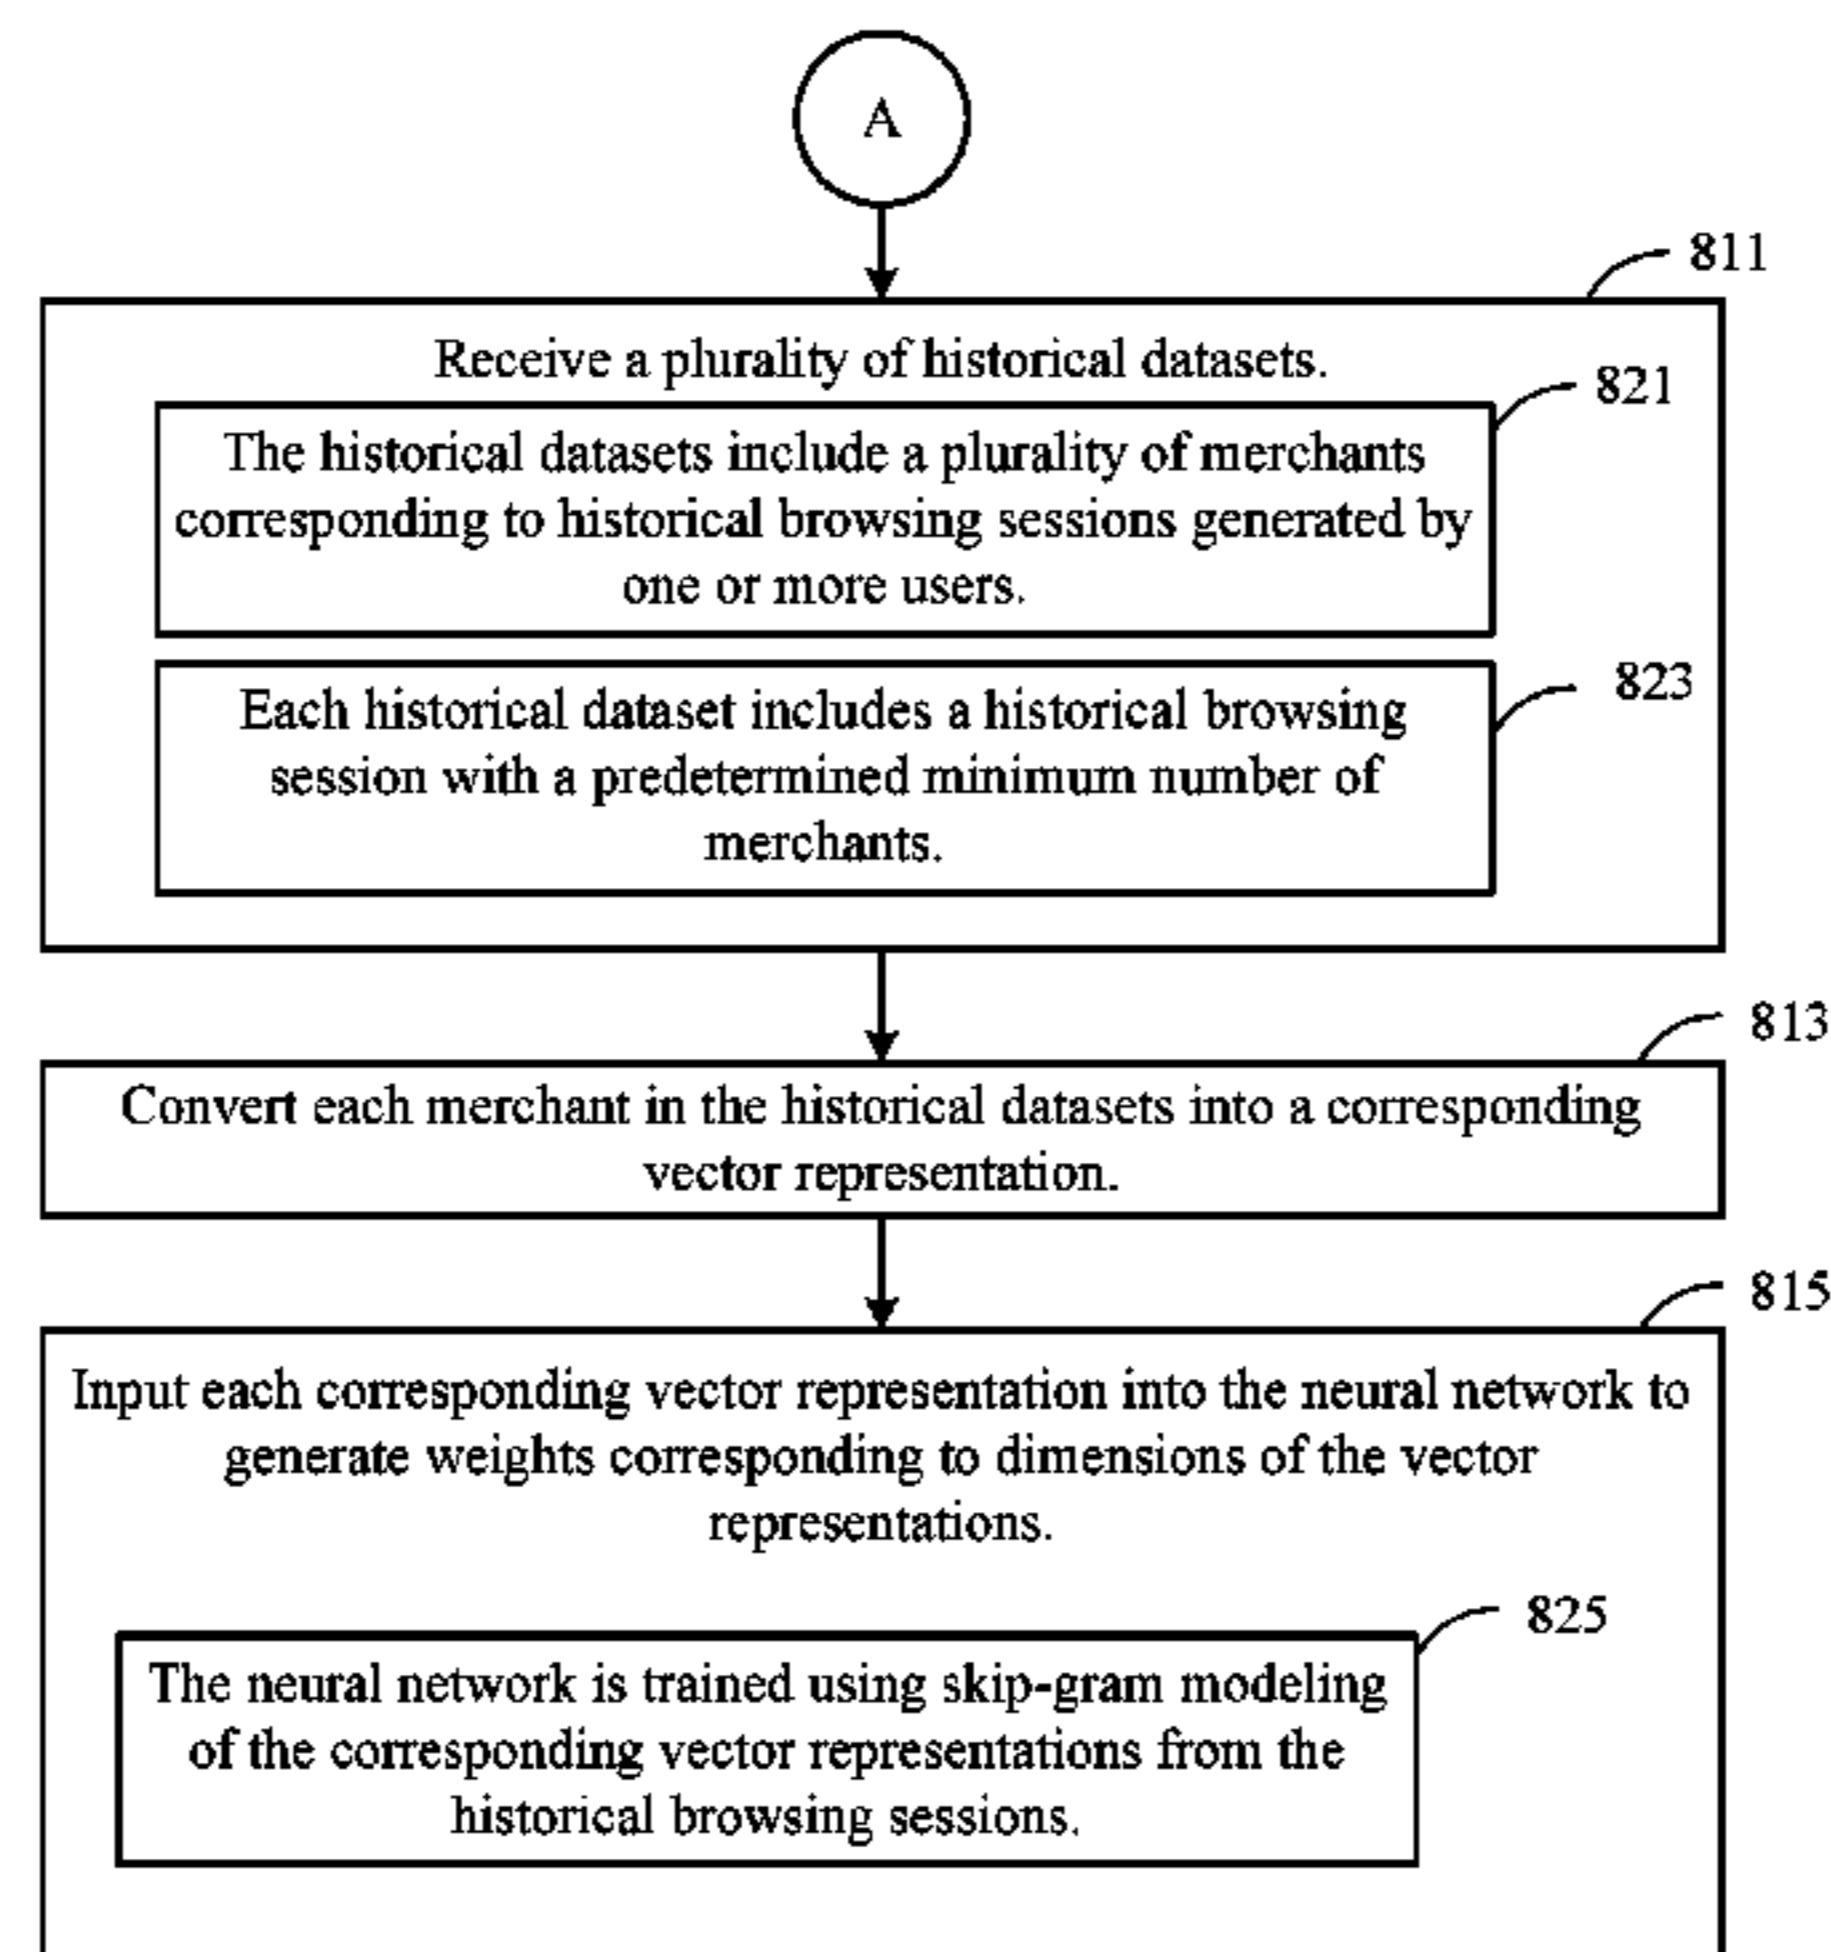 A
811
Receive a plurality of historical datasets.
821
The historical datasets include a plurality of merchants
corresponding to historical browsing sessions generated by
one or more users.
823
Each historical dataset includes a historical browsing
session with a predetermined minimum number of
merchants.
813
Convert each merchant in the historical datasets into a corresponding
vector representation.
815
Input each corresponding vector representation into the neural network to
generate weights corresponding to dimensions of the vector
representations.
825
The neural network is trained using skip-gram modeling
of the corresponding vector representations from the
historical browsing sessions.